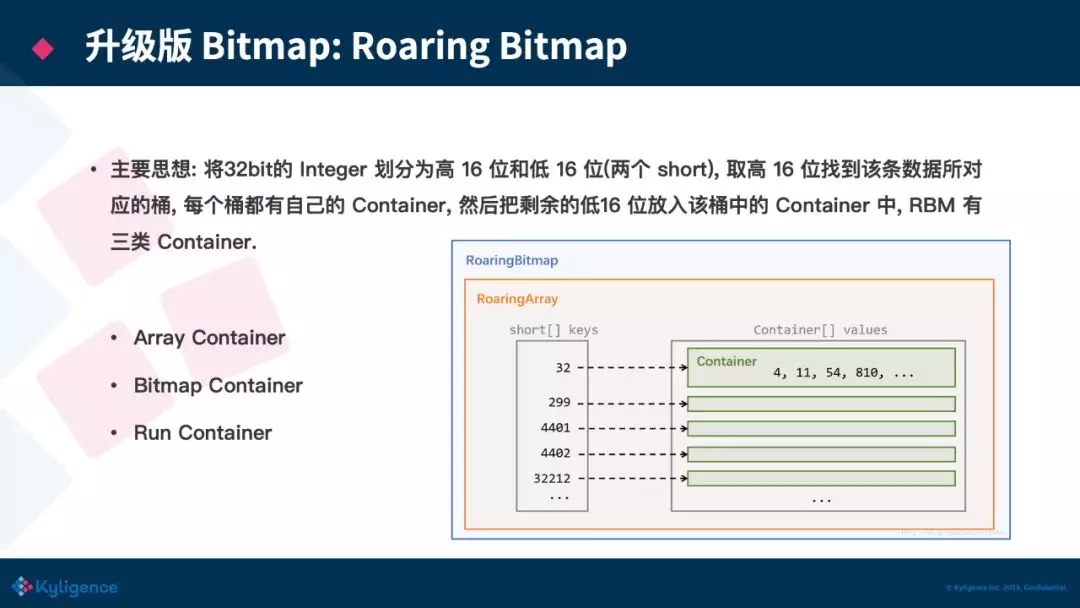 升级版 Bitmap: Roaring Bitmap
• 主要思想: 将32bit的 Integer 划分为高 16 位和低 16 位(两个 short), 取高 16 位找到该条数据所对
应的桶, 每个桶都有自己的 Container, 然后把剩余的低16 位放入该桶中的 Container 中, RBM 有
三类 Container.
• Array Container
• Bitmap Container
• Run Container
RoaringBitmap
RoaringArray
short[] keys
Container[] values
32
Container
4, 11, 54, 810, ...
299
4401
4402
32212
...
...
Kyligence
© Kyligence Inc. 2019, Confidential.